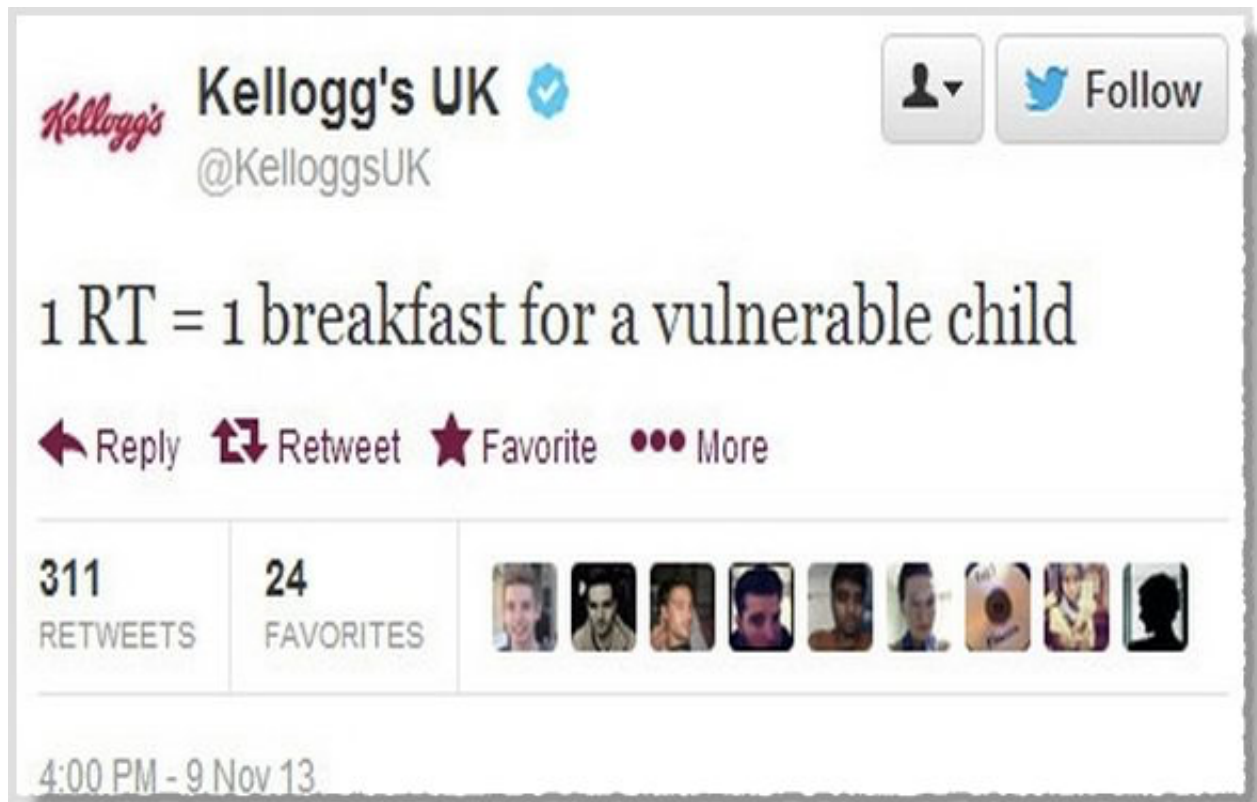 Kellogg's
Kellogg's UK
@KelloggsUK
Follow
1 RT = 1 breakfast for a vulnerable child
Reply Retweet Favorite More
311 24
RETWEETS FAVORITES
4:00 PM - 9 Nov 13